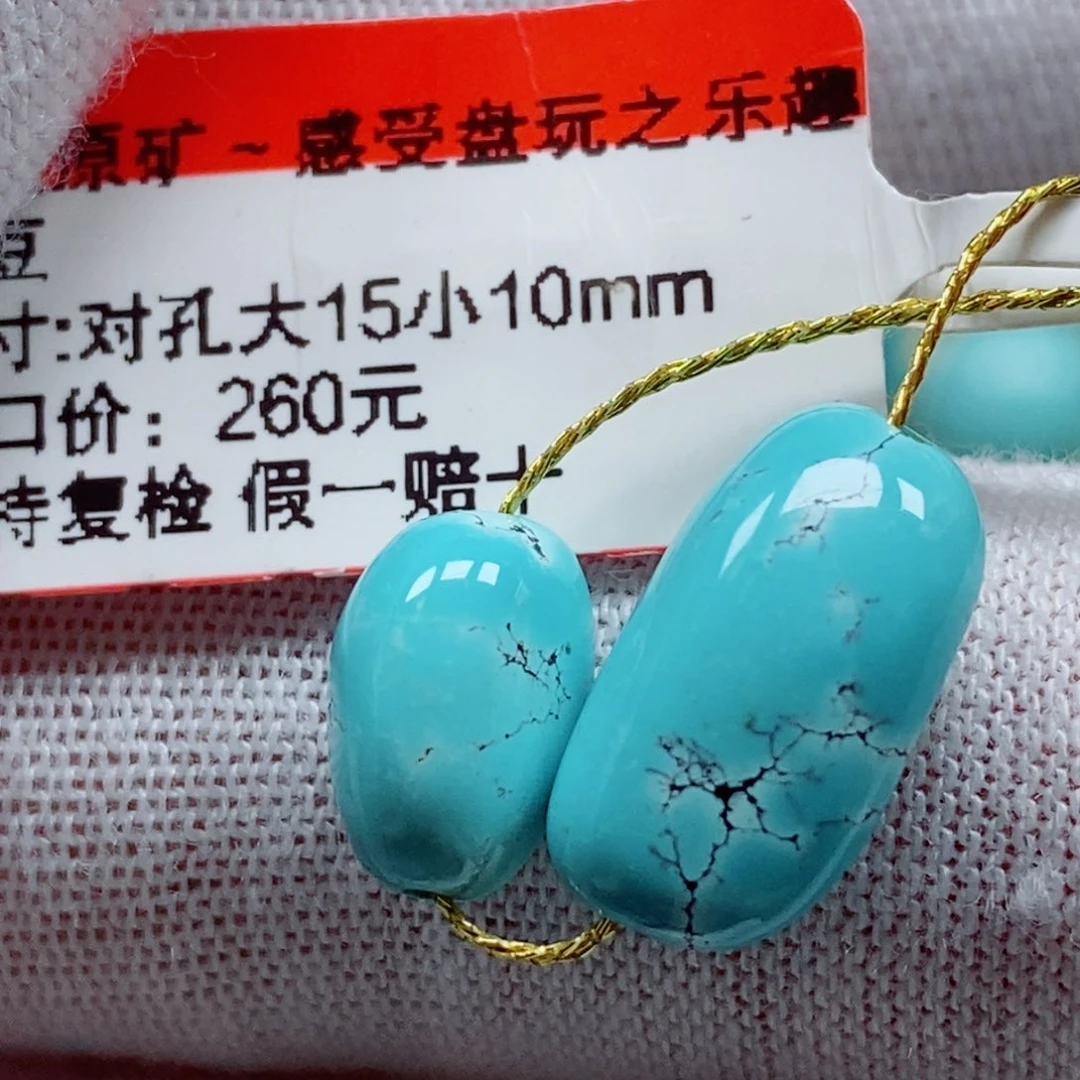 原矿 ~ 感受盘玩之乐趣
豆
寸:对孔大15小10mm
口价：260元
持复检 假一赔十